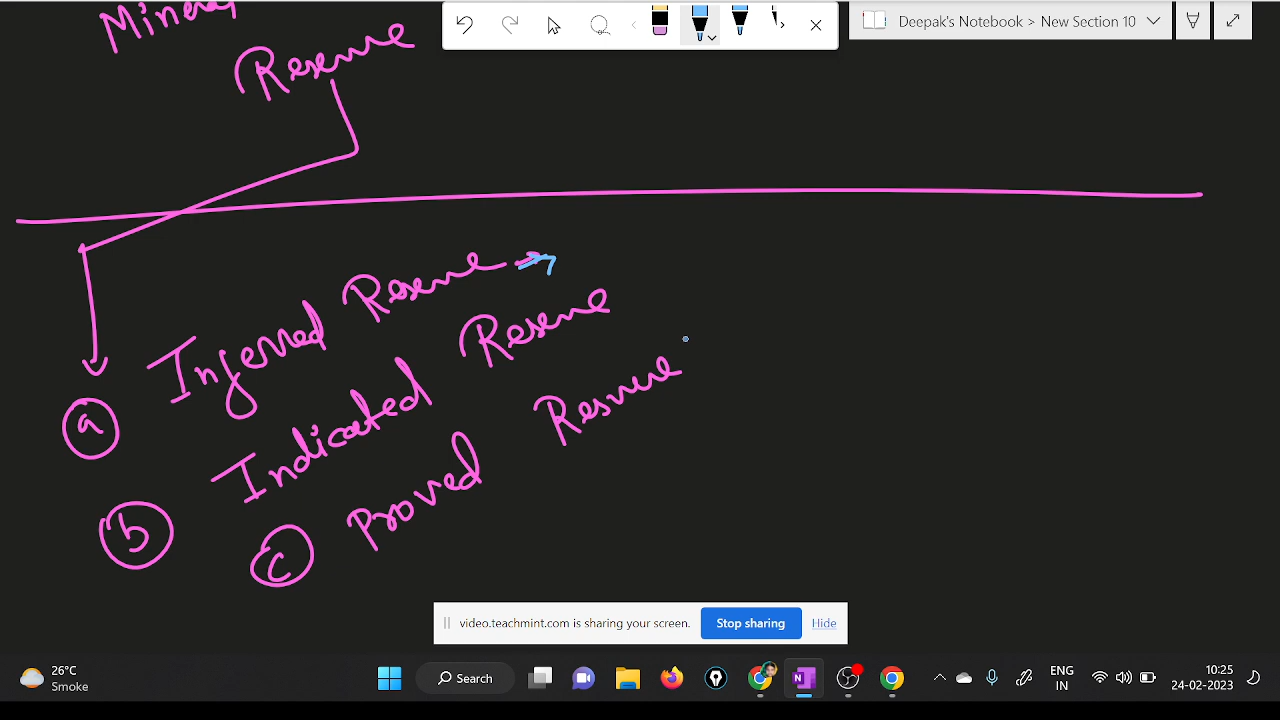 Mineral
Reserve
Deepak's Notebook > New Section 10
Inferred Reserve →
a
Indicated Reserve
b
Proved Reserve
c
video.teachmint.com is sharing your screen. Stop sharing Hide
26°C
Smoke
Search
ENG
IN
10:25
24-02-2023